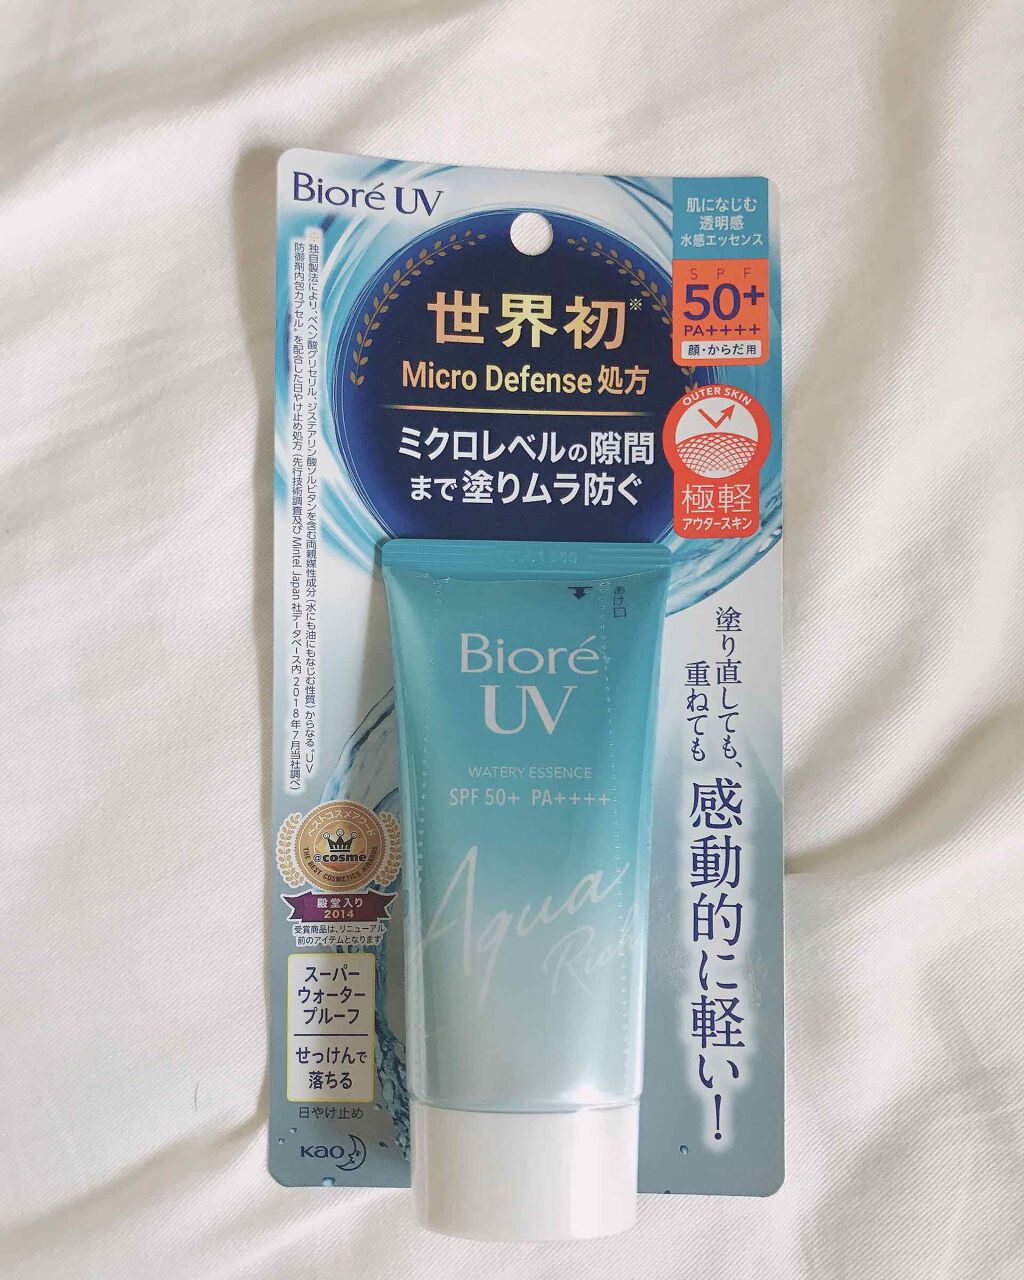 Bioré UV
肌になじむ
透明感
水感エッセンス
SPF
50+
PA++++
顔・からだ用
世界初※
Micro Defense 処方
ミクロレベルの隙間
まで塗りムラ防ぐ
OUTER SKIN
極軽
アウタースキン
※独自製法により、ベヘン酸グリセリル、ジステアリン酸ソルビタンを含む両親媒性成分(水にも油にもなじむ性質)からなる“UV
防御剤内包カプセル”を配合した日やけ止め処方(先行技術調査及びMintel Japan社データベース内2018年7月当社調べ)
あけ口
Bioré
UV
WATERY ESSENCE
SPF 50+ PA++++
Aqua
Rich
塗り直しても、
重ねても
感動的に軽い!
ベストコスメアワード
@cosme
THE BEST COSMETICS AWARDS
殿堂入り
2014
受賞商品は、リニューアル
前のアイテムとなります
スーパー
ウォーター
プルーフ
せっけんで
落ちる
日やけ止め
Kao